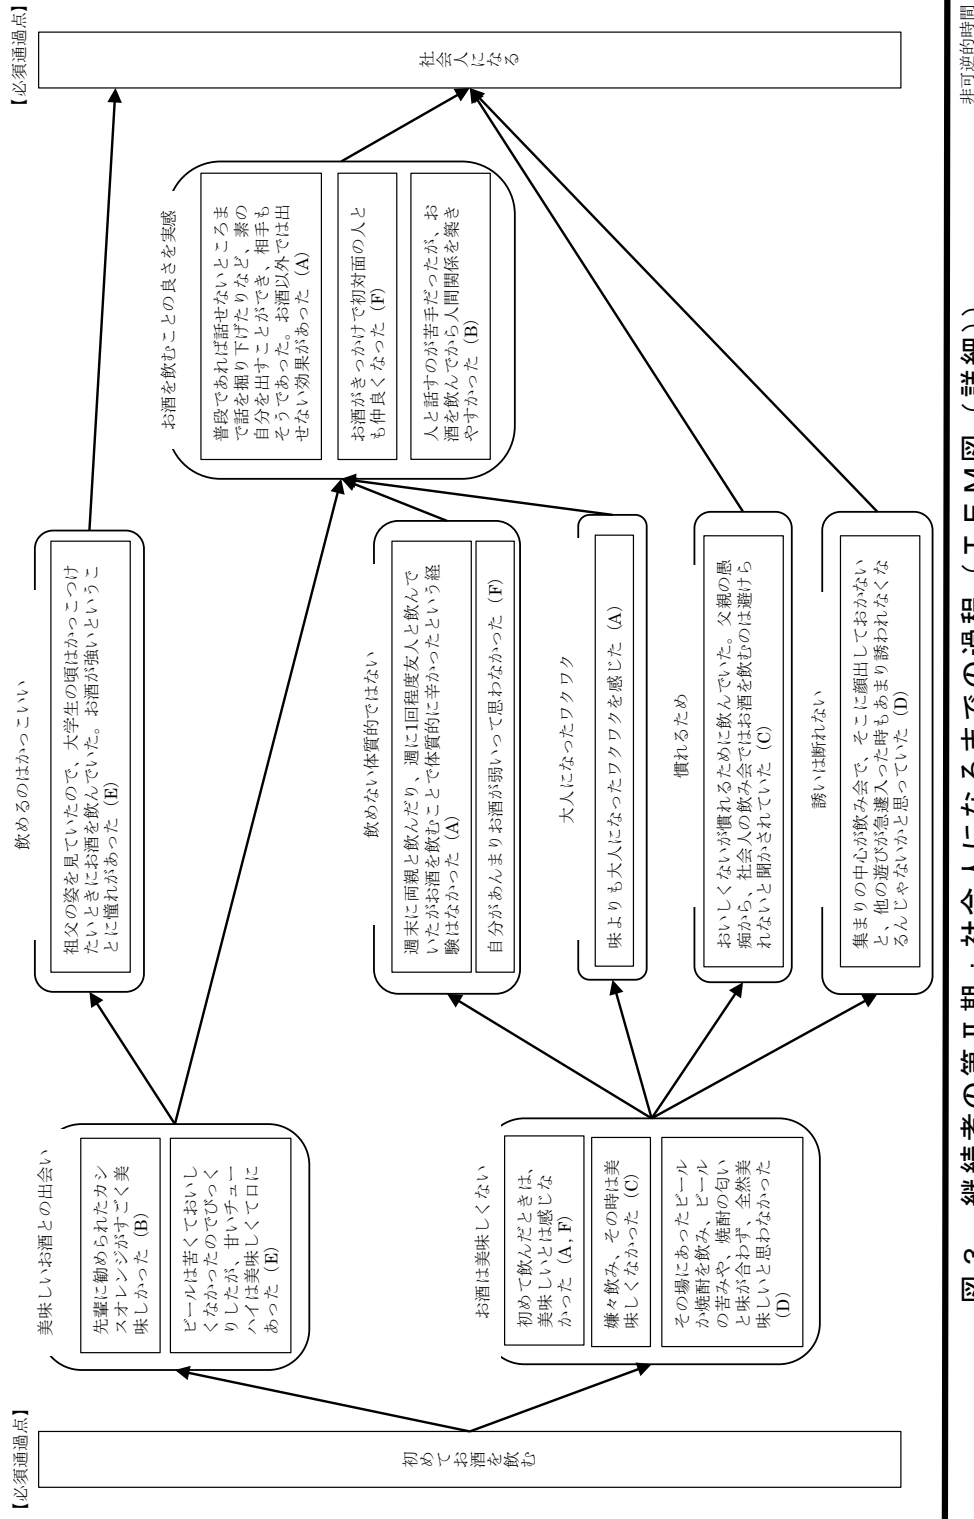 【必須通過点】
初めてお酒を飲む
美味しいお酒との出会い
先輩に勧められたカシ
スオレンジがすごく美
味しかった（B）
ビールは苦くておいし
くなかったのでびっく
りしたが、甘いチュー
ハイは美味しくて口に
あった（E）
お酒は美味しくない
初めて飲んだときは、
美味しいとは感じな
かった（A, F）
嫌々飲み、その時は美
味しくなかった（C）
その場にあったビール
か焼酎を飲み、ビール
の苦みや、焼酎の匂い
と味が合わず、全然美
味しいと思わなかった
（D）
飲めるのはかっこいい
祖父の姿を見ていたので、大学生の頃はかっこつけ
たいときにお酒を飲んでいた。お酒が強いというこ
とに憧れがあった（E）
飲めない体質的ではない
週末に両親と飲んだり、週に1回程度友人と飲んで
いたがお酒を飲むことで体質的に辛かったという経
験はなかった（A）
自分があんまりお酒が弱いって思わなかった（F）
大人になったワクワク
味よりも大人になったワクワクを感じた（A）
慣れるため
おいしくないが慣れるために飲んでいた。父親の愚
痴から、社会人の飲み会ではお酒を飲むのは避けら
れないと聞かされていた（C）
誘いは断れない
集まりの中心が飲み会で、そこに顔出しておかない
と、他の遊びが急遽入った時もあまり誘われなくな
るんじゃないかと思っていた（D）
お酒を飲むことの良さを実感
普段であれば話せないところま
で話を掘り下げたりなど、素の
自分を出すことができ、相手も
そうであった。お酒以外では出
せない効果があった（A）
お酒がきっかけで初対面の人と
も仲良くなった（F）
人と話すのが苦手だったが、お
酒を飲んでから人間関係を築き
やすかった（B）
【必須通過点】
社会人になる
非可逆的時間
図 3　継続者の第Ⅱ期：社会人になるまでの過程（TEM図（詳細））